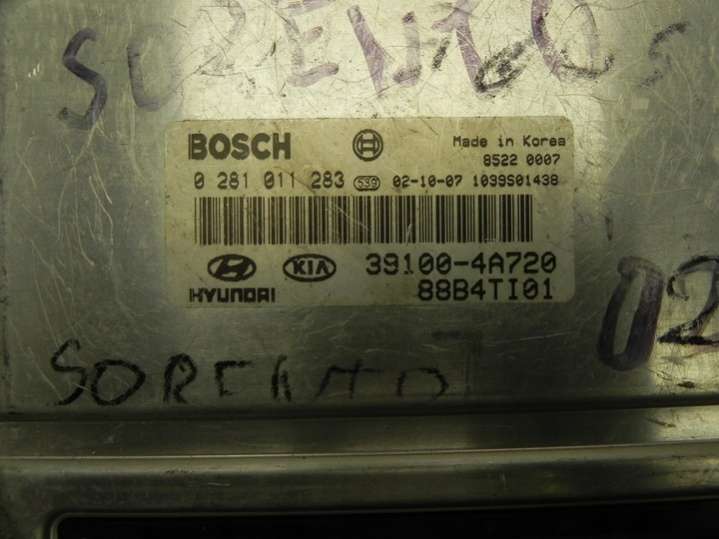 SORENTO
BOSCH Made in Korea
8522 0007
0 281 011 283 S39 02-10-07 1039S01438
KIA 39100-4A720
HYUNDAI 88B4TI01
02
SORENTO